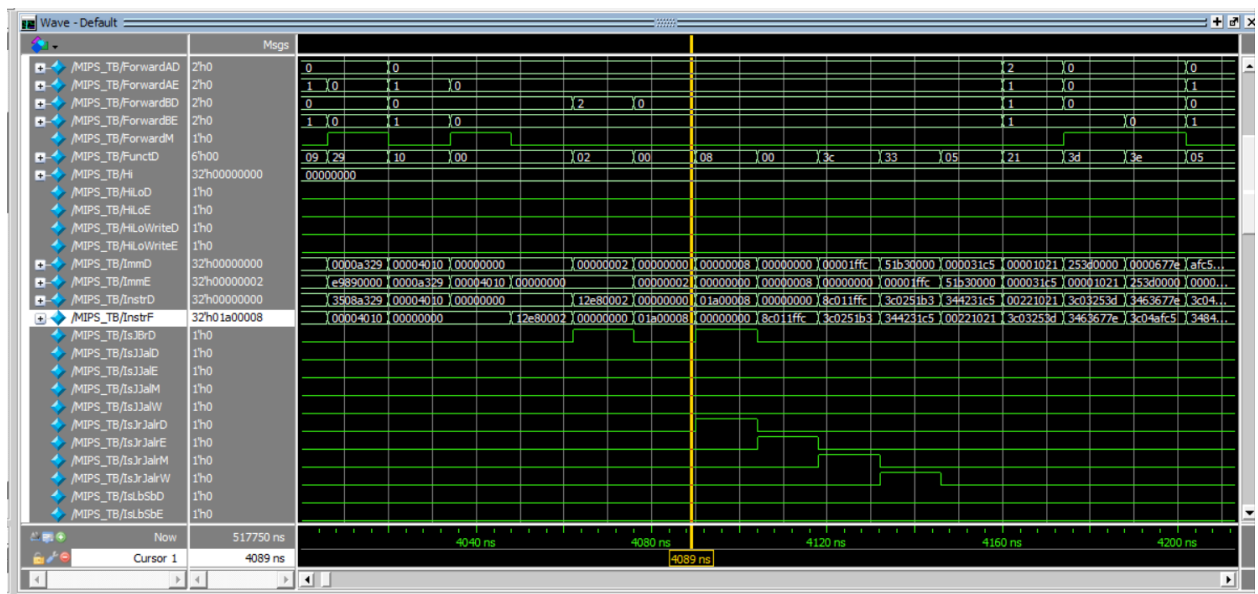 Wave - Default
Msgs
/MIPS_TB/ForwardAD 2'h0 0 0 2 0 0
/MIPS_TB/ForwardAE 2'h0 1 0 1 0 1 0 1
/MIPS_TB/ForwardBD 2'h0 0 0 2 0 1 0 0
/MIPS_TB/ForwardBE 2'h0 1 0 1 0 1 0 1
/MIPS_TB/ForwardM 1'h0
/MIPS_TB/FunctD 6'h00 09 29 10 00 02 00 08 00 3c 33 05 21 3d 3e 05
/MIPS_TB/Hi 32'h00000000 00000000
/MIPS_TB/HiLoD 1'h0
/MIPS_TB/HiLoE 1'h0
/MIPS_TB/HiLoWriteD 1'h0
/MIPS_TB/HiLoWriteE 1'h0
/MIPS_TB/ImmD 32'h00000000 0000a329 00004010 00000000 00000002 00000000 00000008 00000000 00001ffc 51b30000 000031c5 00001021 253d0000 0000677e afc5...
/MIPS_TB/ImmE 32'h00000002 e9890000 0000a329 00004010 00000000 00000002 00000000 00000008 00000000 00001ffc 51b30000 000031c5 00001021 253d0000 0000...
/MIPS_TB/InstrD 32'h00000000 3508a329 00004010 00000000 12e80002 00000000 01a00008 00000000 8c011ffc 3c0251b3 344231c5 00221021 3c03253d 3463677e 3c04...
/MIPS_TB/InstrF 32'h01a00008 00004010 00000000 12e80002 00000000 01a00008 00000000 8c011ffc 3c0251b3 344231c5 00221021 3c03253d 3463677e 3c04afc5 3484...
/MIPS_TB/IsJBrD 1'h0
/MIPS_TB/IsJJalD 1'h0
/MIPS_TB/IsJJalE 1'h0
/MIPS_TB/IsJJalM 1'h0
/MIPS_TB/IsJJalW 1'h0
/MIPS_TB/IsJrJalrD 1'h0
/MIPS_TB/IsJrJalrE 1'h0
/MIPS_TB/IsJrJalrM 1'h0
/MIPS_TB/IsJrJalrW 1'h0
/MIPS_TB/IsLbSbD 1'h0
/MIPS_TB/IsLbSbE 1'h0
Now 517750 ns 4040 ns 4080 ns 4120 ns 4160 ns 4200 ns
Cursor 1 4089 ns 4089 ns